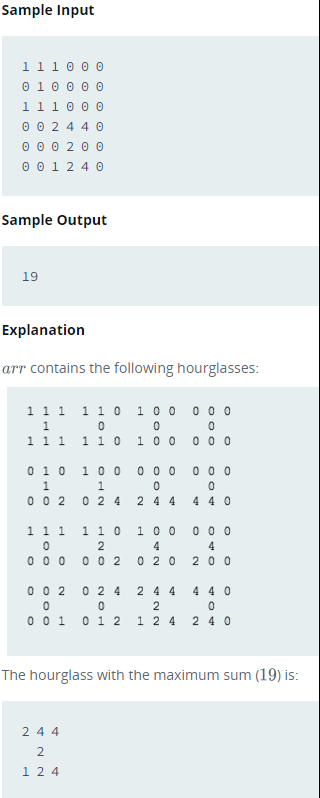 Sample Input
1 1 1 0 0 0
0 1 0 0 0 0
1 1 1 0 0 0
0 0 2 4 4 0
0 0 0 2 0 0
0 0 1 2 4 0
Sample Output
19
Explanation
arr contains the following hourglasses:
1 1 1   1 1 0   1 0 0   0 0 0
  1       0       0       0
1 1 1   1 1 0   1 0 0   0 0 0
0 1 0   1 0 0   0 0 0   0 0 0
  1       1       0       0
0 0 2   0 2 4   2 4 4   4 4 0
1 1 1   1 1 0   1 0 0   0 0 0
  0       2       4       4
0 0 0   0 0 2   0 2 0   2 0 0
0 0 2   0 2 4   2 4 4   4 4 0
  0       0       2       0
0 0 1   0 1 2   1 2 4   2 4 0
The hourglass with the maximum sum (19) is:
2 4 4
  2
1 2 4